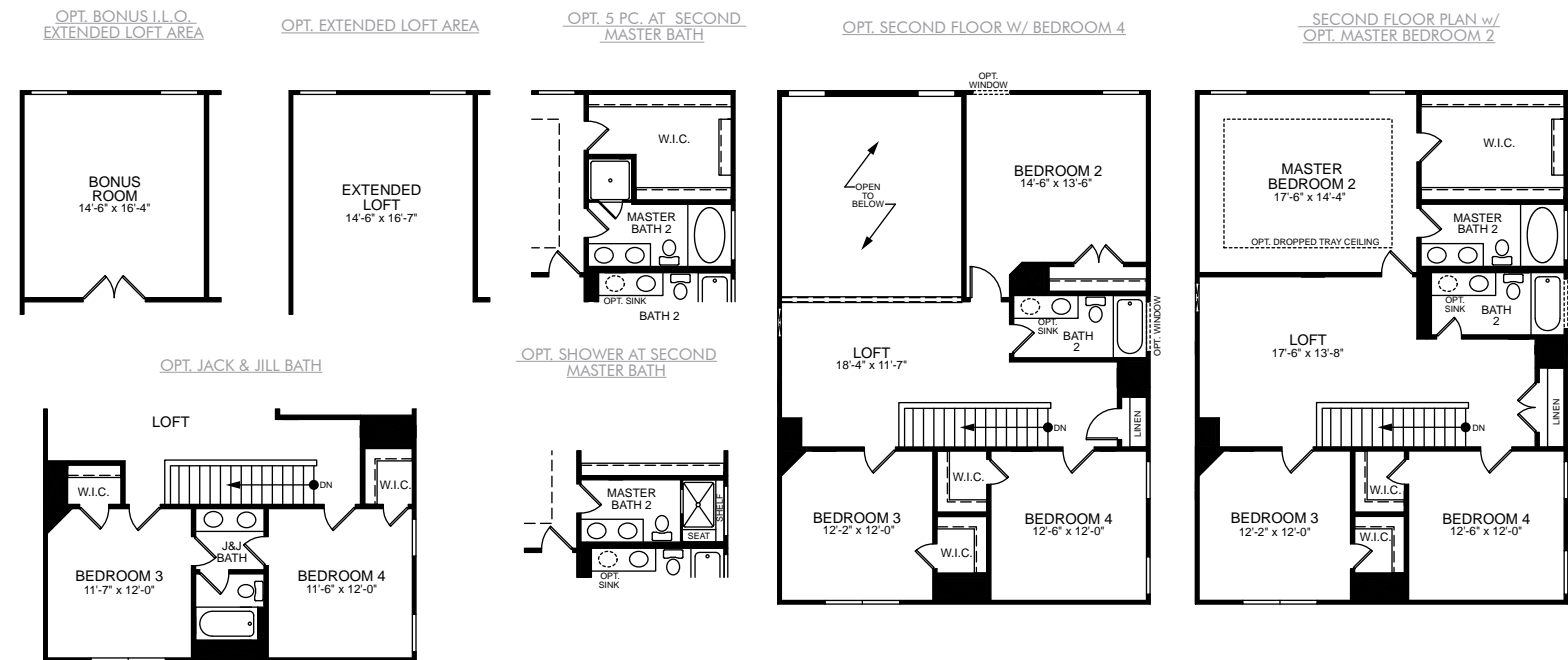 OPT. BONUS I.L.O.
EXTENDED LOFT AREA
BONUS
ROOM
14'-6" x 16'-4"
OPT. EXTENDED LOFT AREA
EXTENDED
LOFT
14'-6" x 16'-7"
OPT. 5 PC. AT SECOND
MASTER BATH
W.I.C.
MASTER
BATH 2
OPT. SINK
BATH 2
OPT. SECOND FLOOR W/ BEDROOM 4
OPT.
WINDOW
OPEN
TO
BELOW
BEDROOM 2
14'-6" x 13'-6"
OPT.
SINK
BATH
2
OPT. WINDOW
LOFT
18'-4" x 11'-7"
DN
LINEN
W.I.C.
W.I.C.
BEDROOM 3
12'-2" x 12'-0"
BEDROOM 4
12'-6" x 12'-0"
SECOND FLOOR PLAN w/
OPT. MASTER BEDROOM 2
MASTER
BEDROOM 2
17'-6" x 14'-4"
OPT. DROPPED TRAY CEILING
W.I.C.
MASTER
BATH 2
OPT.
SINK
BATH
2
LOFT
17'-6" x 13'-8"
DN
LINEN
W.I.C.
W.I.C.
BEDROOM 3
12'-2" x 12'-0"
BEDROOM 4
12'-6" x 12'-0"
OPT. JACK & JILL BATH
LOFT
W.I.C.
DN
W.I.C.
J&J
BATH
BEDROOM 3
11'-7" x 12'-0"
BEDROOM 4
11'-6" x 12'-0"
OPT. SHOWER AT SECOND
MASTER BATH
MASTER
BATH 2
SHELF
SEAT
OPT.
SINK